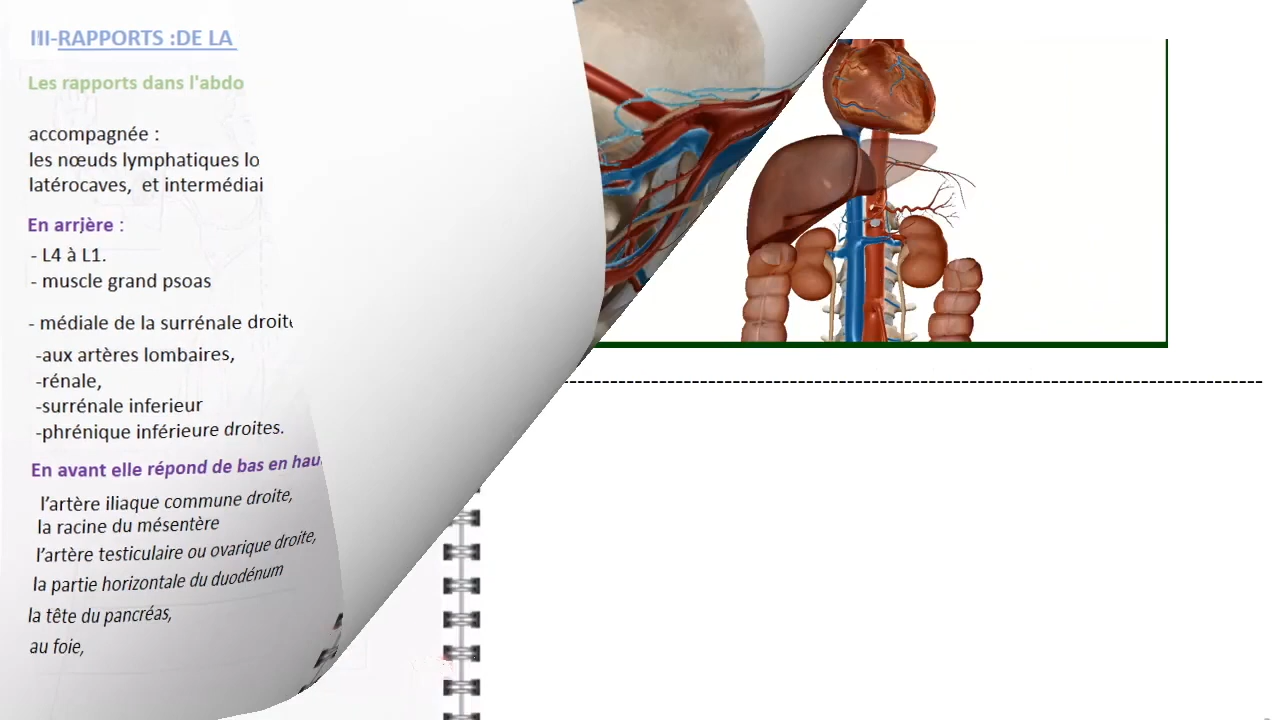 III-RAPPORTS :DE LA
Les rapports dans l'abdo
accompagnée :
les nœuds lymphatiques lo
latérocaves, et intermédiai
En arrière :
- L4 à L1.
- muscle grand psoas
- médiale de la surrénale droite
-aux artères lombaires,
-rénale,
-surrénale inferieur
-phrénique inférieure droites.
En avant elle répond de bas en hau
l'artère iliaque commune droite,
la racine du mésentère
l'artère testiculaire ou ovarique droite,
la partie horizontale du duodénum
la tête du pancréas,
au foie,